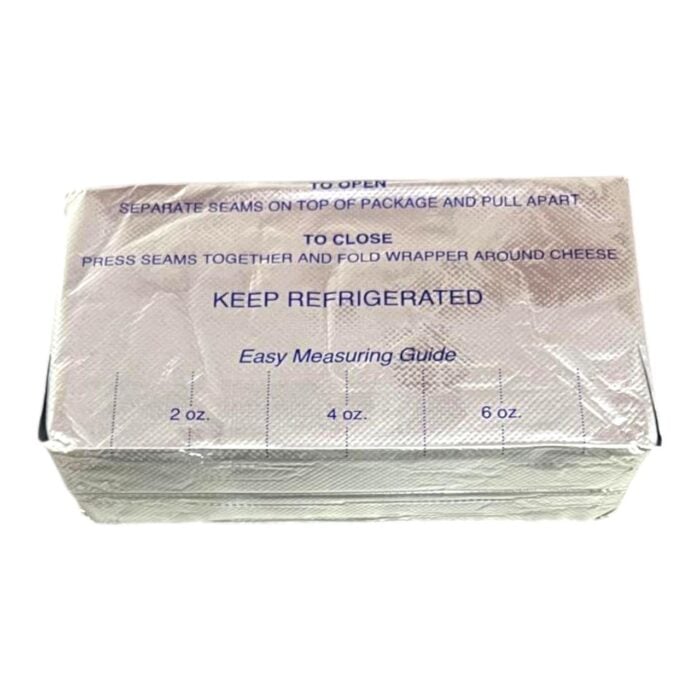 TO OPEN
SEPARATE SEAMS ON TOP OF PACKAGE AND PULL APART
TO CLOSE
PRESS SEAMS TOGETHER AND FOLD WRAPPER AROUND CHEESE
KEEP REFRIGERATED
Easy Measuring Guide
2 oz. 4 oz. 6 oz.